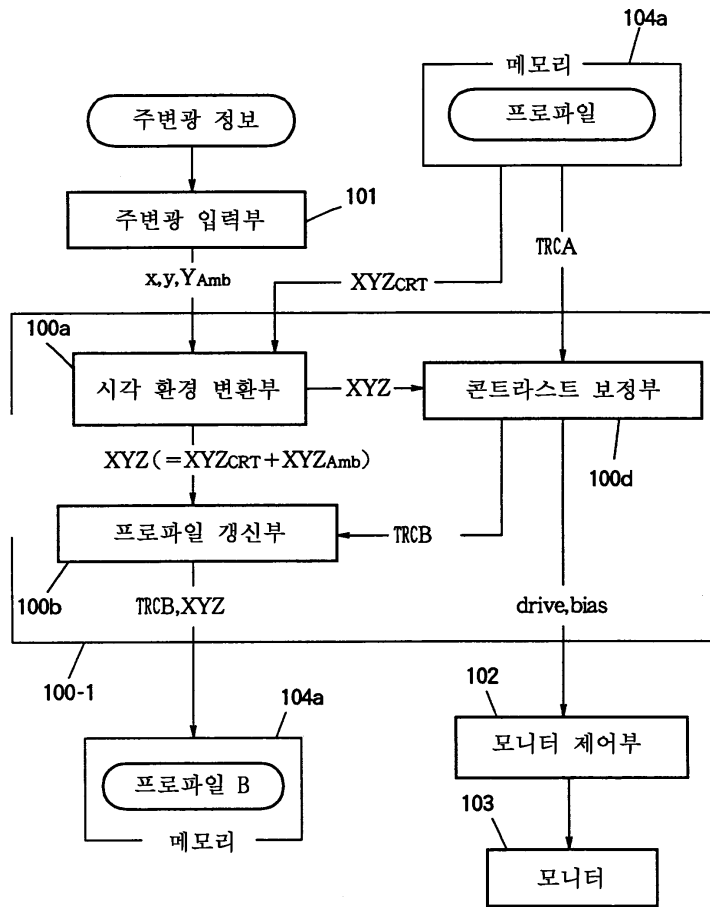 104a
메모리
프로파일
주변광 정보
101
주변광 입력부
x,y,YAmb
XYZCRT
TRCA
100a
시각 환경 변환부
XYZ
콘트라스트 보정부
100d
XYZ(=XYZCRT+XYZAmb)
프로파일 갱신부
TRCB
100b
TRCB,XYZ
drive,bias
100-1
104a
102
모니터 제어부
프로파일 B
메모리
103
모니터